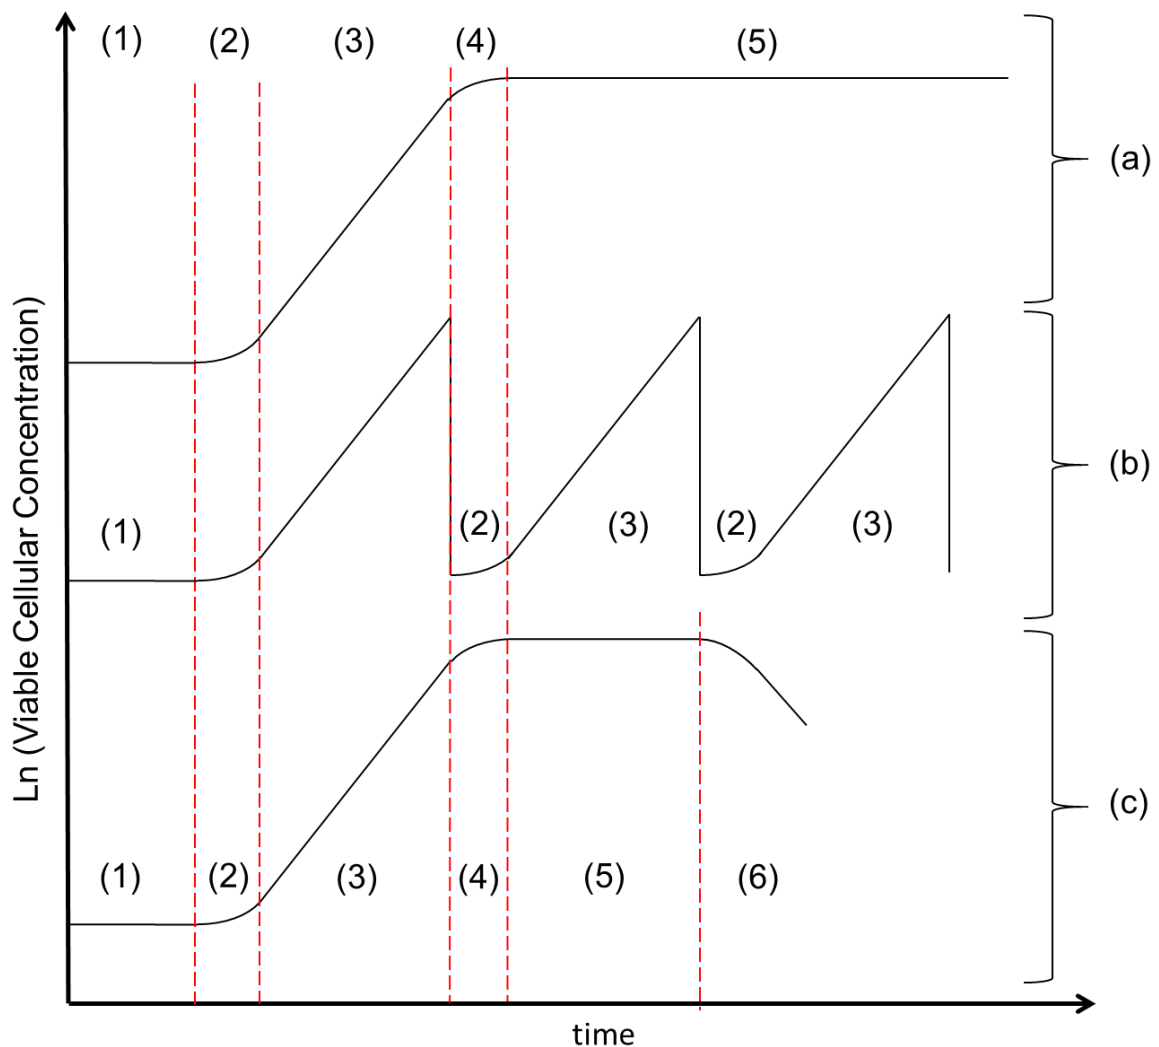 (1) (2) (3) (4) (5)
(a)
Ln (Viable Cellular Concentration)
(b)
(1) (2) (3) (2) (3)
(c)
(1) (2) (3) (4) (5) (6)
time